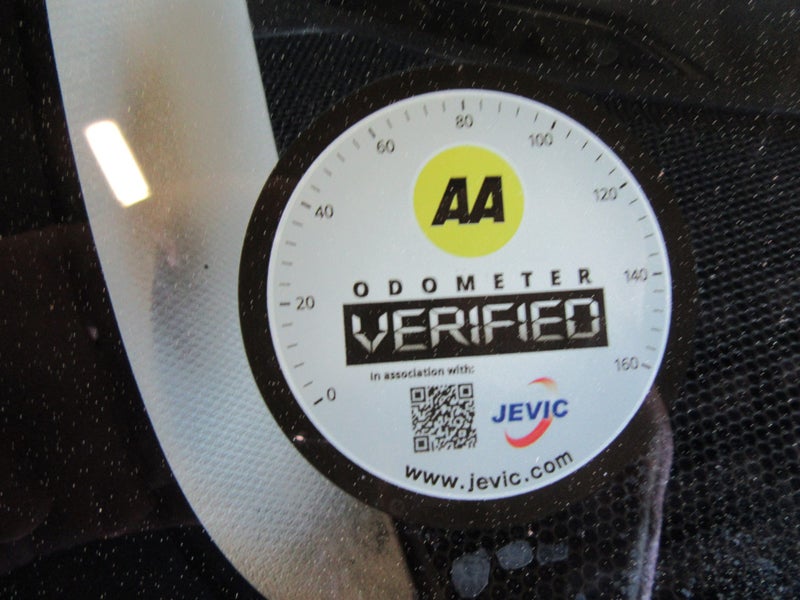 80
60
100
40
120
AA
ODOMETER
140
20
VERIFIED
160
In association with:
0
JEVIC
www.jevic.com